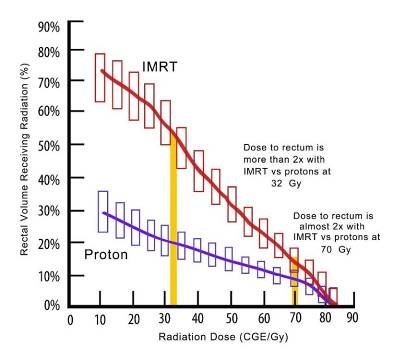 90%
80%
70%
60%
50%
40%
30%
20%
10%
0%
Rectal Volume Receiving Radiation (%)
IMRT
Proton
Dose to rectum is
more than 2x with
IMRT vs protons at
32 Gy
Dose to rectum is
almost 2x with
IMRT vs protons at
70 Gy
0 10 20 30 40 50 60 70 80 90
Radiation Dose (CGE/Gy)